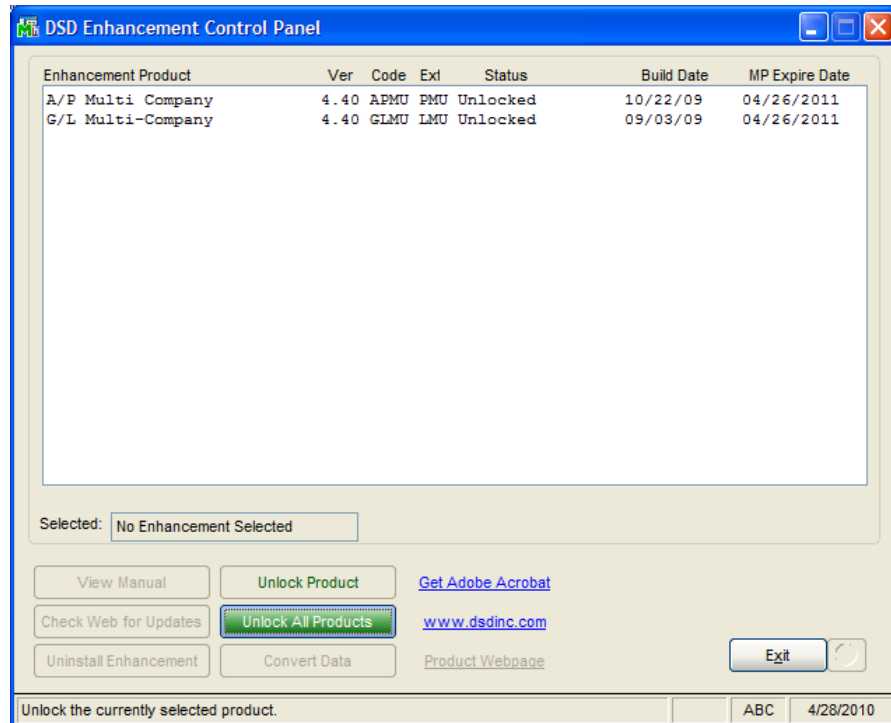 DSD Enhancement Control Panel
Enhancement Product Ver Code Ext Status Build Date MP Expire Date
A/P Multi Company 4.40 APMU PMU Unlocked 10/22/09 04/26/2011
G/L Multi-Company 4.40 GLMU LMU Unlocked 09/03/09 04/26/2011
Selected: No Enhancement Selected
View Manual Unlock Product Get Adobe Acrobat
Check Web for Updates Unlock All Products www.dsdinc.com
Uninstall Enhancement Convert Data Product Webpage Exit
Unlock the currently selected product. ABC 4/28/2010